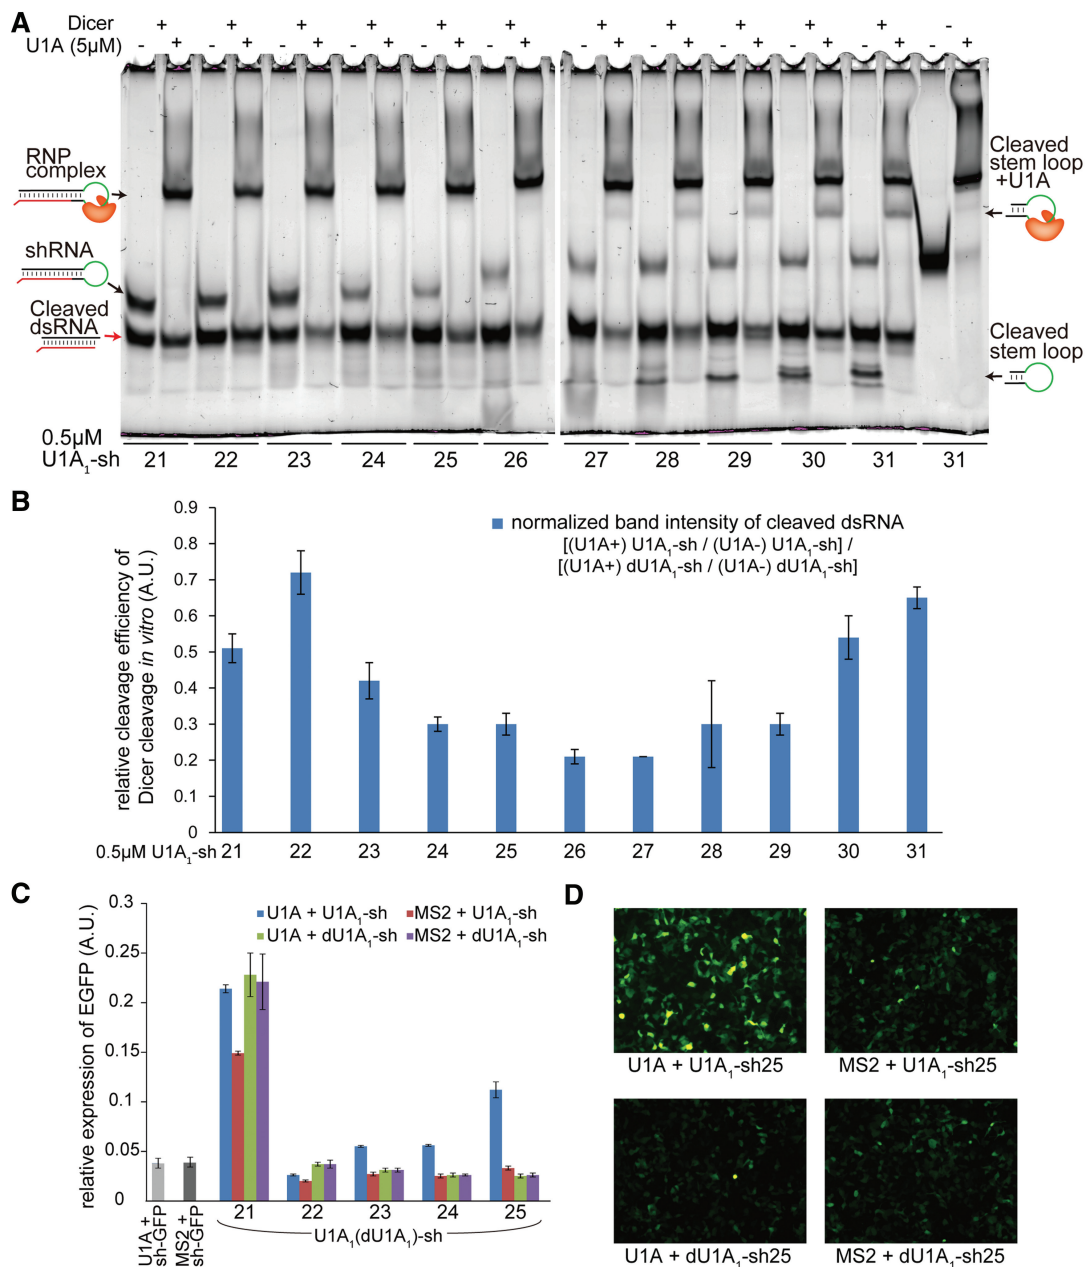 A
Dicer + + + + + + + + + + + -
U1A (5μM) - + - + - + - + - + - + - + - + - + - + - + - +
RNP
complex
shRNA
Cleaved
dsRNA
Cleaved
stem loop
+U1A
Cleaved
stem loop
0.5μM
U1A1-sh 21 22 23 24 25 26 27 28 29 30 31 31
B
relative cleavage efficiency of
Dicer cleavage in vitro (A.U.)
0.9
0.8
0.7
0.6
0.5
0.4
0.3
0.2
0.1
0
normalized band intensity of cleaved dsRNA
[(U1A+) U1A1-sh / (U1A-) U1A1-sh] /
[(U1A+) dU1A1-sh / (U1A-) dU1A1-sh]
0.5μM U1A1-sh 21 22 23 24 25 26 27 28 29 30 31
C
relative expression of EGFP (A.U.)
0.3
0.25
0.2
0.15
0.1
0.05
0
U1A + U1A1-sh MS2 + U1A1-sh
U1A + dU1A1-sh MS2 + dU1A1-sh
U1A +
sh-GFP
MS2 +
sh-GFP
21 22 23 24 25
U1A1(dU1A1)-sh
D
U1A + U1A1-sh25 MS2 + U1A1-sh25
U1A + dU1A1-sh25 MS2 + dU1A1-sh25